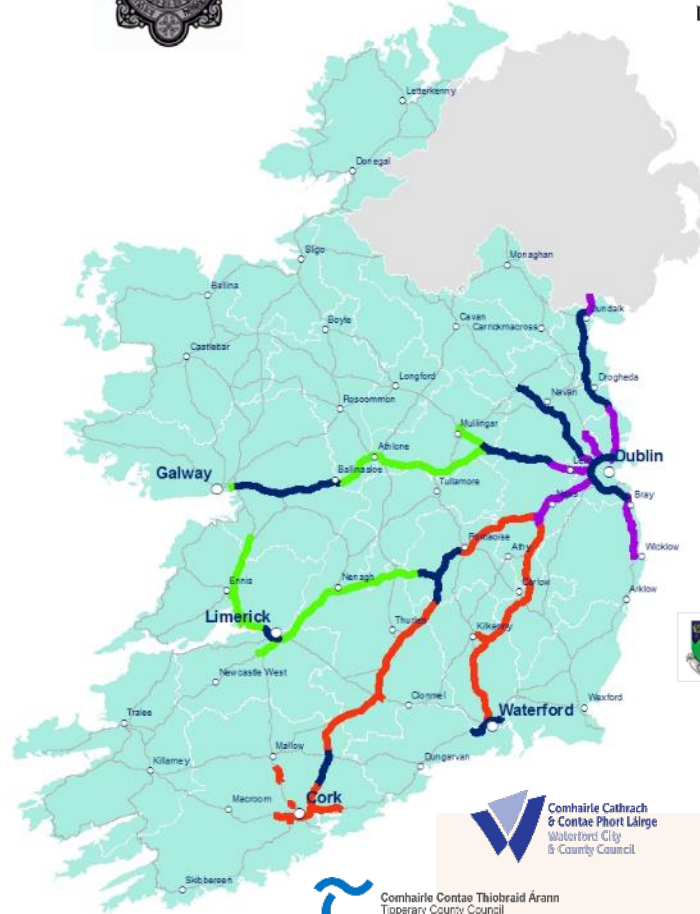 Letterkenny
Donegal
Sligo
Monaghan
Ballina
Boyle
Cavan
Carrickmacross
Dundalk
Castlebar
Longford
Drogheda
Navan
Roscommon
Mullingar
Athlone
Dublin
Galway
Ballinasloe
Tullamore
Bray
Naas
Portlaoise
Athy
Wicklow
Ennis
Nenagh
Carlow
Arklow
Limerick
Thurles
Kilkenny
Newcastle West
Clonmel
Waterford
Wexford
Tralee
Mallow
Dungarvan
Killarney
Macroom
Cork
Skibbereen
Comhairle Cathrach
& Contae Phort Láirge
Waterford City
& County Council
Comhairle Contae Thiobraid Árann
Tipperary County Council